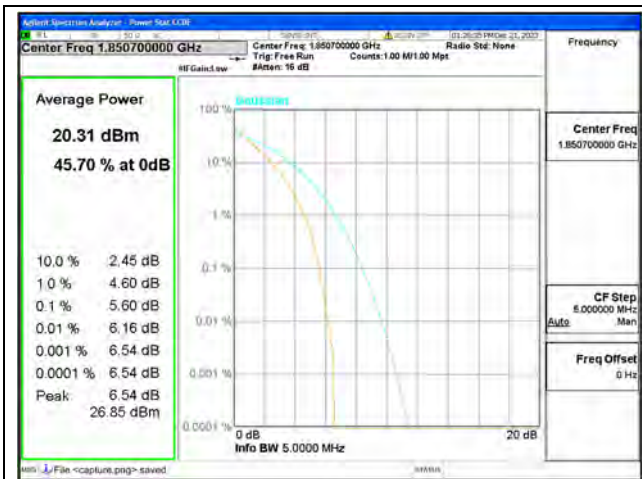 Agilent Spectrum Analyzer - Power Stat CCDF
Center Freq 1.850700000 GHz
Center Freq: 1.850700000 GHz
Radio Std: None
Trig: Free Run
Counts:1.00 M/1.00 Mpt
#IFGain:Low
#Atten: 16 dB
Frequency
Average Power
20.31 dBm
45.70 % at 0dB
10.0 % 2.45 dB
1.0 % 4.60 dB
0.1 % 5.60 dB
0.01 % 6.16 dB
0.001 % 6.54 dB
0.0001 % 6.54 dB
Peak 6.54 dB
26.85 dBm
Gaussian
100 %
10 %
1 %
0.1 %
0.01 %
0.001 %
0.0001 %
0 dB
20 dB
Info BW 5.0000 MHz
Center Freq
1.850700000 GHz
CF Step
5.000000 MHz
Auto Man
Freq Offset
0 Hz
MSG
File <capture.png> saved
STATUS